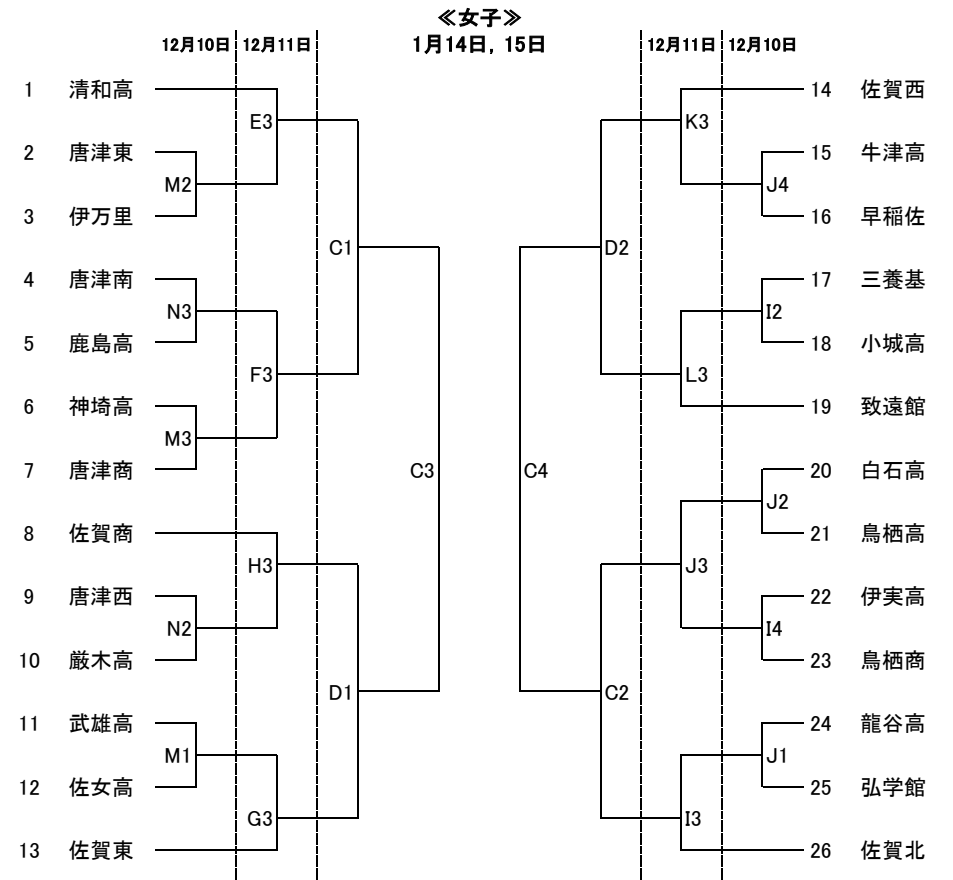 ≪女子≫
12月10日 12月11日 1月14日，15日 12月11日 12月10日
1 清和高 14 佐賀西
E3 K3
2 唐津東 15 牛津高
M2 J4
3 伊万里 16 早稲佐
C1 D2
4 唐津南 17 三養基
N3 I2
5 鹿島高 18 小城高
F3 L3
6 神埼高 19 致遠館
M3
7 唐津商 C3 C4 20 白石高
J2
8 佐賀商 21 鳥栖高
H3 J3
9 唐津西 22 伊実高
N2 I4
10 厳木高 23 鳥栖商
D1 C2
11 武雄高 24 龍谷高
M1 J1
12 佐女高 25 弘学館
G3 I3
13 佐賀東 26 佐賀北